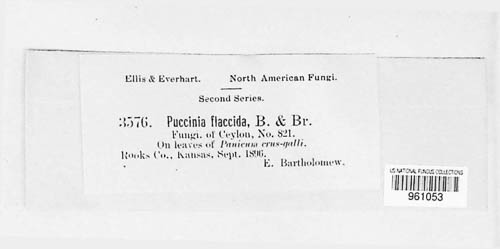 Ellis & Everhart. North American Fungi.
Second Series.
3576. Puccinia flaccida, B. & Br.
Fungi. of Ceylon, No. 821.
On leaves of Panicum crus-galli.
Rooks Co., Kansas, Sept. 1896.
E. Bartholomew.
US NATIONAL FUNGUS COLLECTIONS
961053